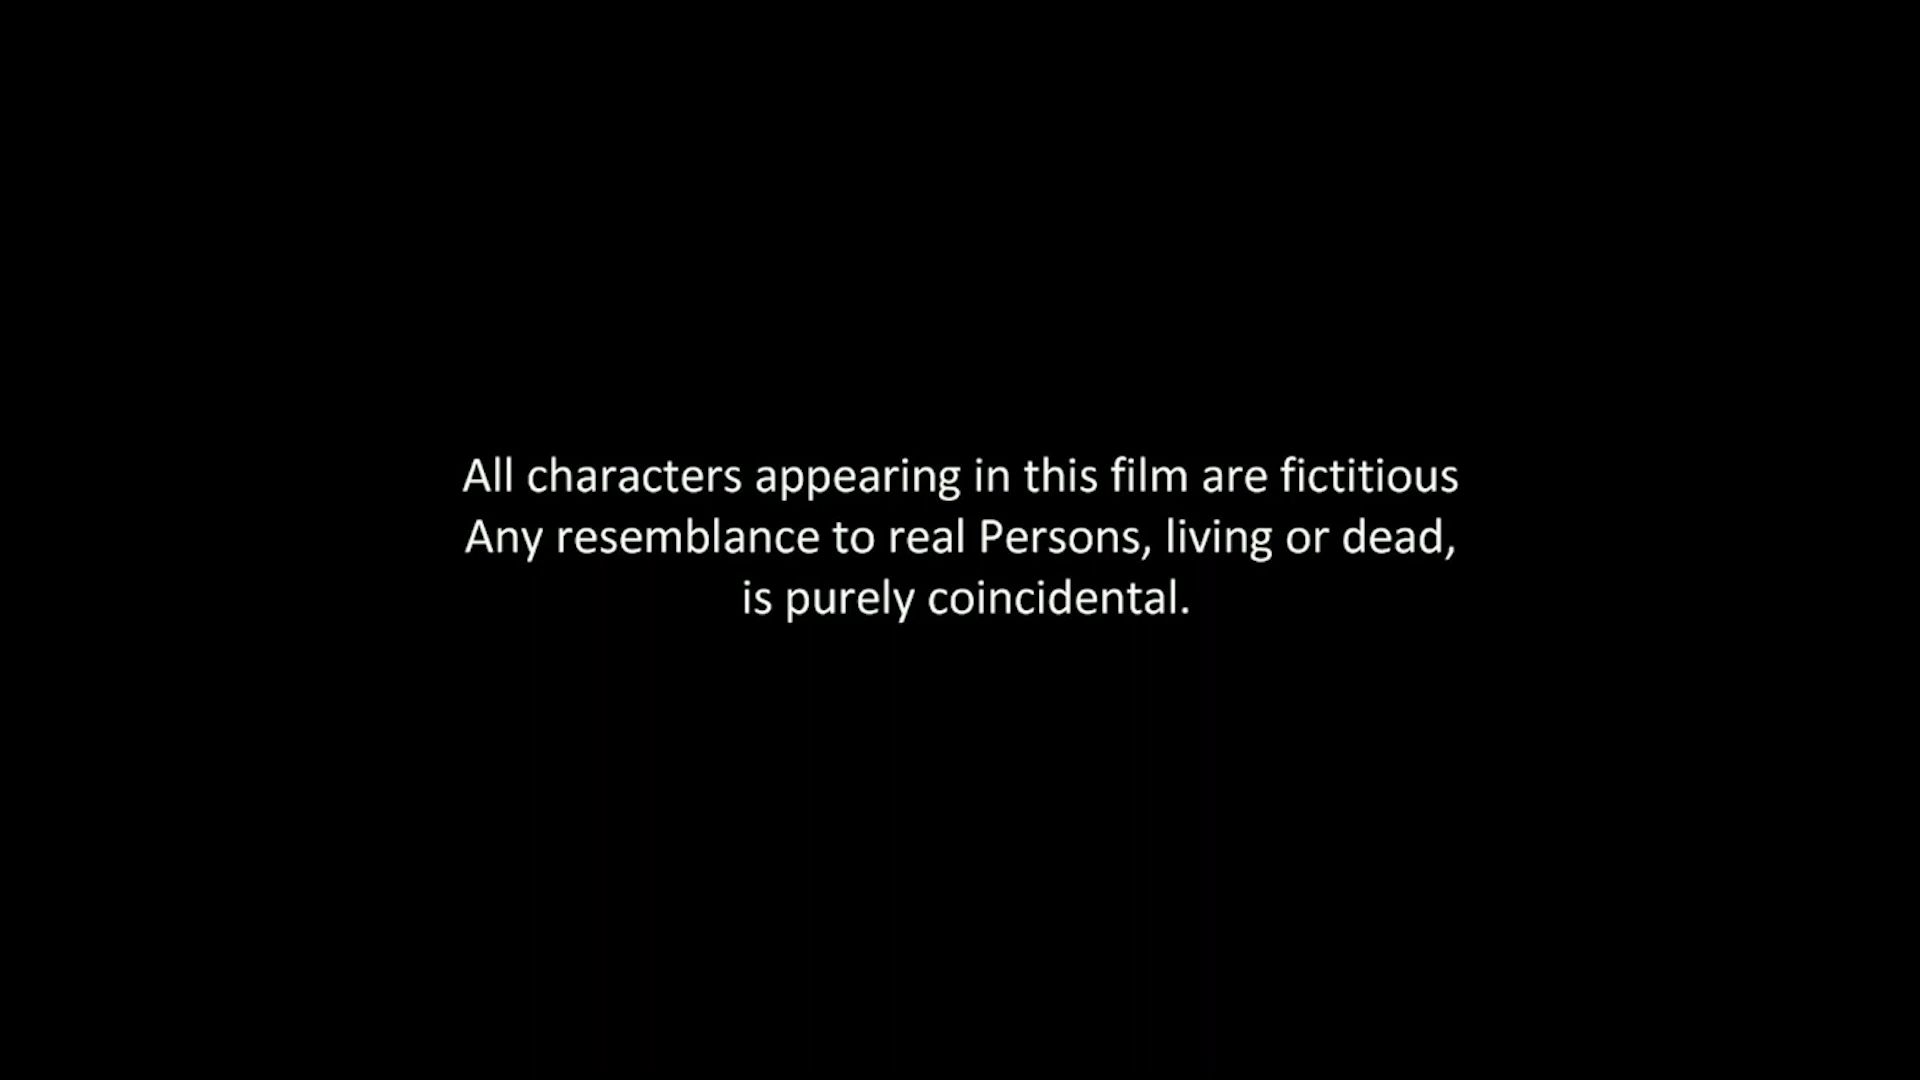 All characters appearing in this film are fictitious
Any resemblance to real Persons, living or dead,
is purely coincidental.